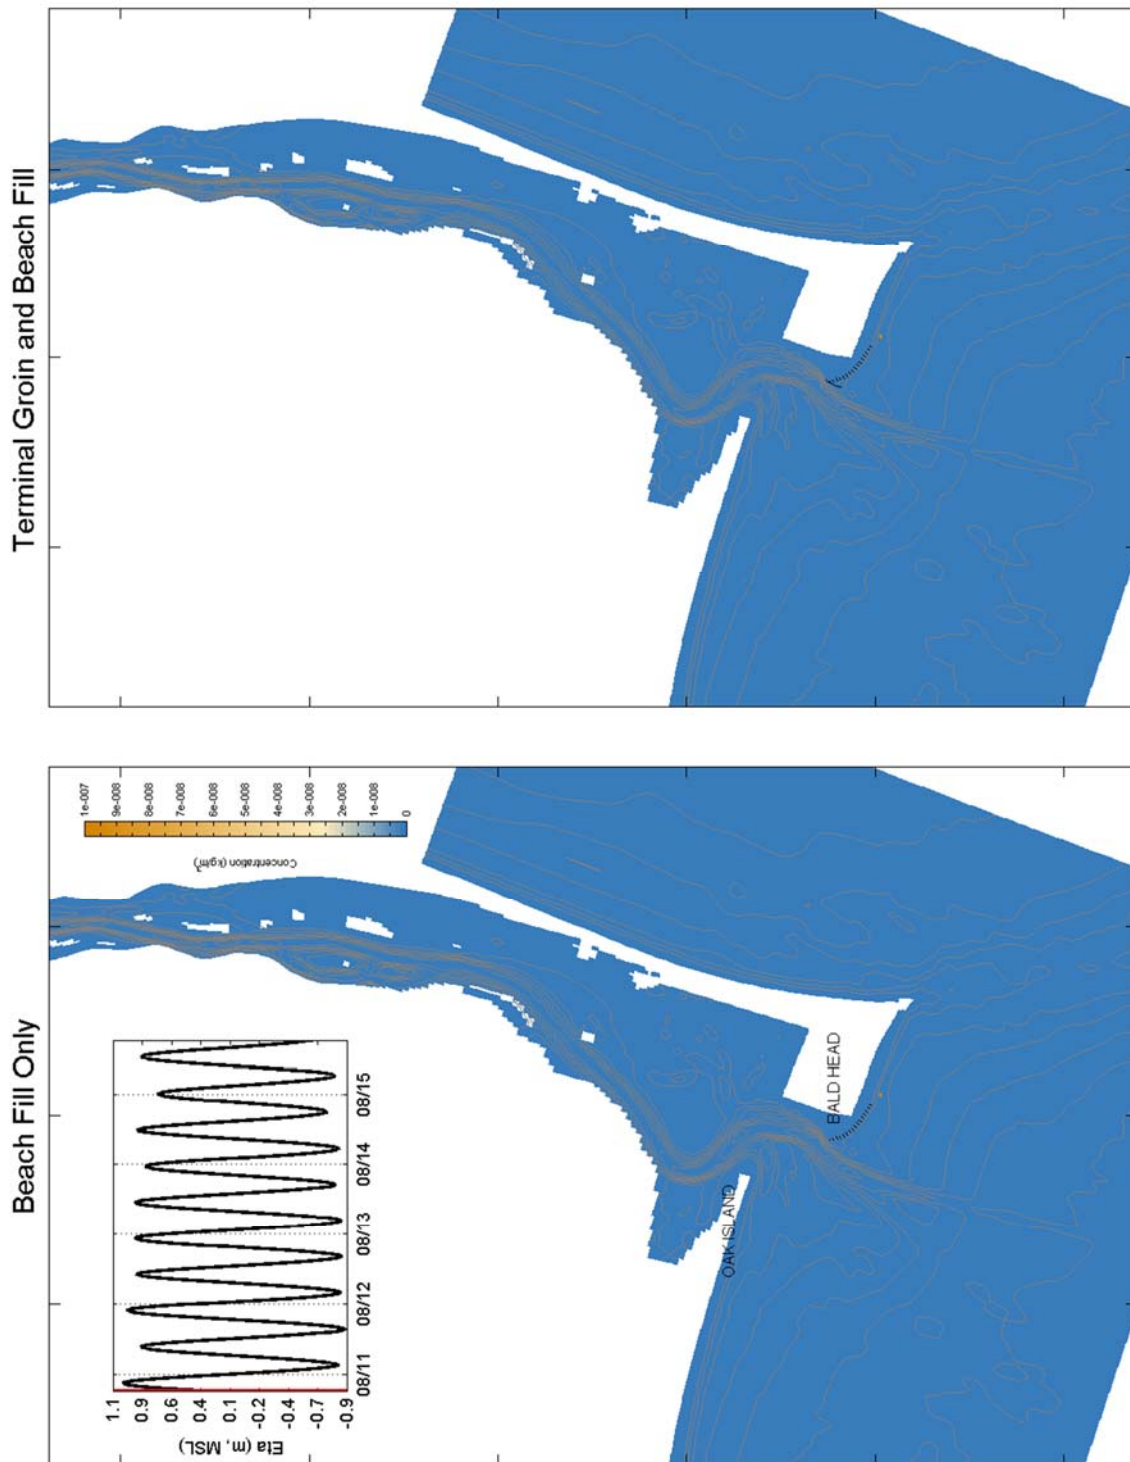 Terminal Groin and Beach Fill
Beach Fill Only
1e-007
9e-008
8e-008
7e-008
6e-008
5e-008
4e-008
3e-008
2e-008
1e-008
0
Concentration (kg/m³)
1.1
0.9
0.6
0.4
0.1
-0.2
-0.4
-0.7
-0.9
Eta (m, MSL)
08/11
08/12
08/13
08/14
08/15
OAK ISLAND
BALD HEAD